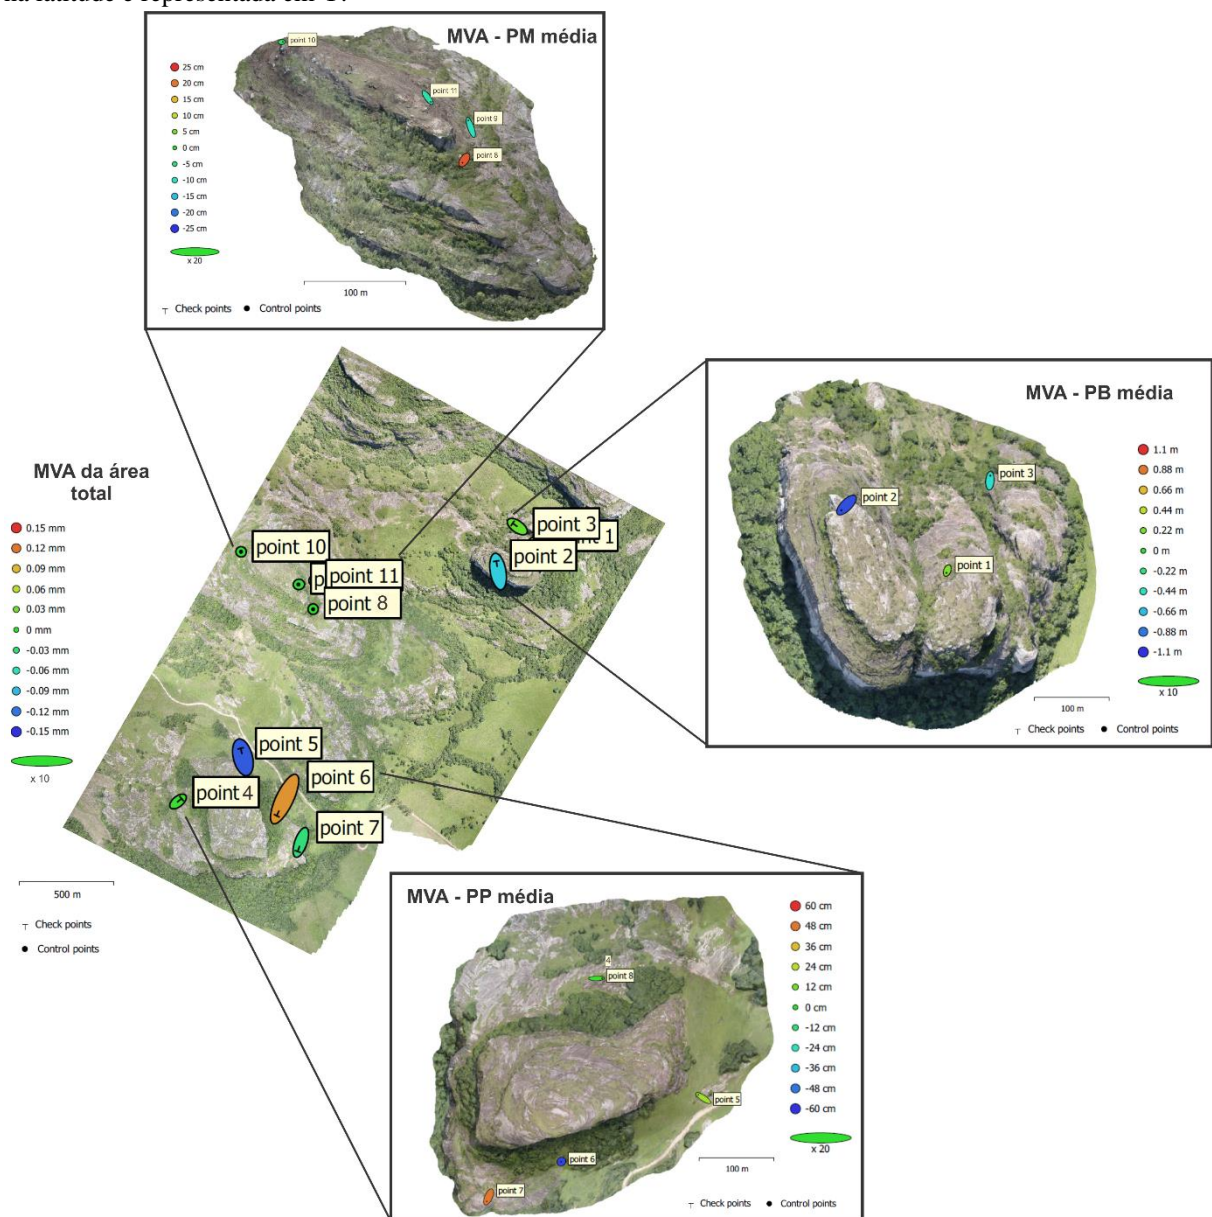 na latitude é representada em Y.
MVA - PM média
point 10
25 cm
20 cm
15 cm
10 cm
5 cm
0 cm
-5 cm
-10 cm
-15 cm
-20 cm
-25 cm
x 20
point 11
point 9
point 8
100 m
Check points
Control points
MVA - PB média
1.1 m
0.88 m
0.66 m
0.44 m
0.22 m
0 m
-0.22 m
-0.44 m
-0.66 m
-0.88 m
-1.1 m
x 10
point 3
point 2
point 1
100 m
Check points
Control points
MVA da área
total
0.15 mm
0.12 mm
0.09 mm
0.06 mm
0.03 mm
0 mm
-0.03 mm
-0.06 mm
-0.09 mm
-0.12 mm
-0.15 mm
x 10
point 10
point 11
point 8
point 3
1
point 2
point 5
point 6
point 4
point 7
500 m
Check points
Control points
MVA - PP média
60 cm
48 cm
36 cm
24 cm
12 cm
0 cm
-12 cm
-24 cm
-36 cm
-48 cm
-60 cm
x 20
4
point 8
point 5
point 6
point 7
100 m
Check points
Control points